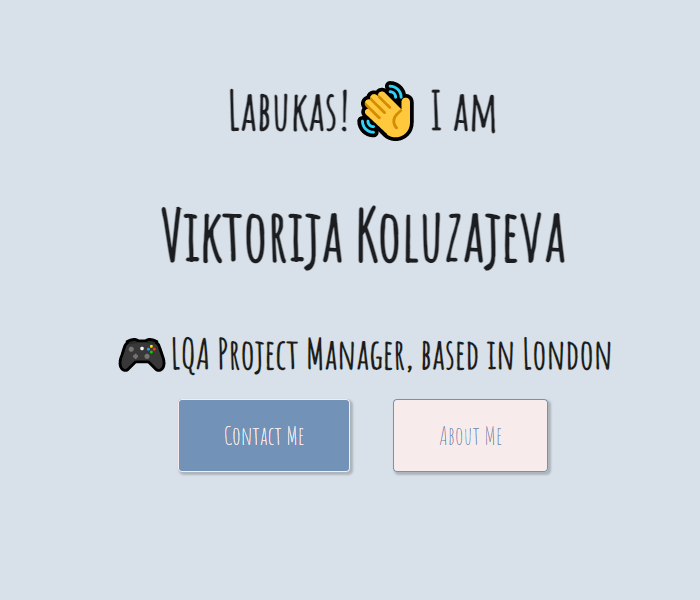 Labukas! 👋 I am
Viktorija Koluzajeva
🎮 LQA Project Manager, based in London
Contact Me
About Me